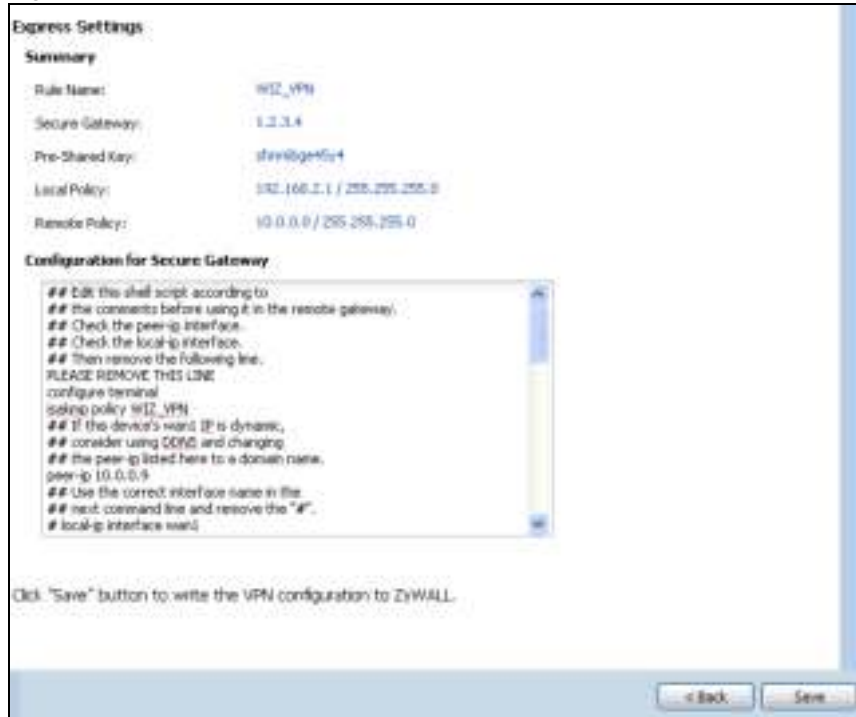 Express Settings
Summary
Rule Name: WIZ_VPN
Secure Gateway: 1.2.3.4
Pre-Shared Key:
Local Policy: 192.168.2.1 / 255.255.255.0
Remote Policy: 10.0.0.0 / 255.255.255.0
Configuration for Secure Gateway
## Edit this shell script according to
## the comments before using it in the remote gateway.
## Check the peer-ip interface.
## Check the local-ip interface.
## Then remove the following line.
PLEASE REMOVE THIS LINE
configure terminal
isakmp policy WIZ_VPN
## If this device's wan1 IP is dynamic,
## consider using DDNS and changing
## the peer-ip listed here to a domain name.
peer-ip 10.0.0.9
## Use the correct interface name in the
## next command line and remove the "#".
# local-ip interface wan1
Click "Save" button to write the VPN configuration to ZyWALL.
< Back Save